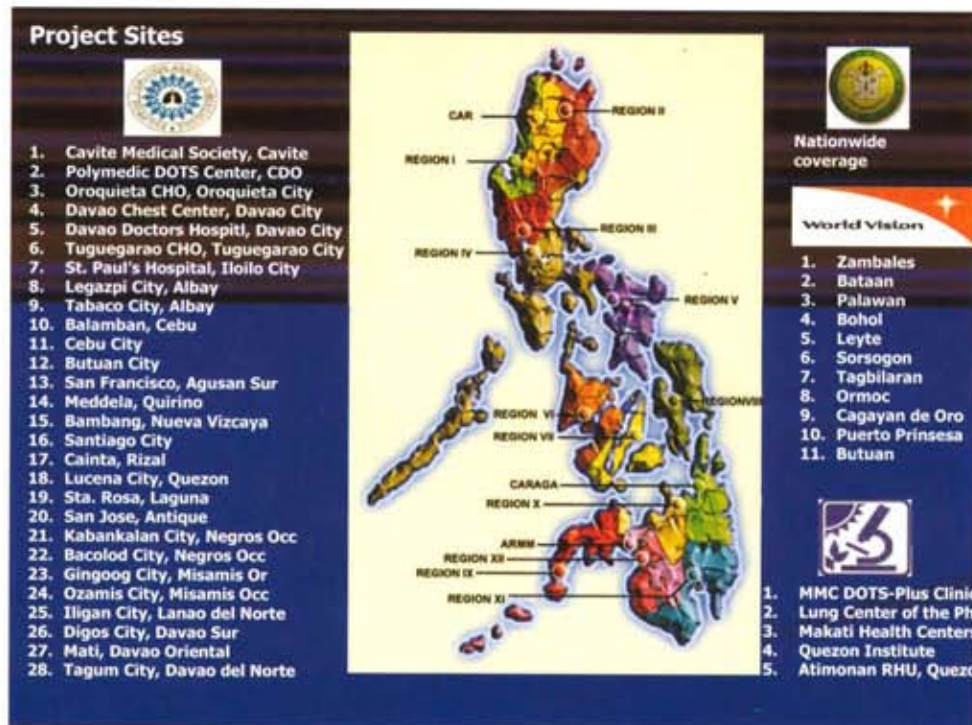 Project Sites
1. Cavite Medical Society, Cavite
2. Polymedic DOTS Center, CDO
3. Oroquieta CHO, Oroquieta City
4. Davao Chest Center, Davao City
5. Davao Doctors Hospitl, Davao City
6. Tuguegarao CHO, Tuguegarao City
7. St. Paul's Hospital, Iloilo City
8. Legazpi City, Albay
9. Tabaco City, Albay
10. Balamban, Cebu
11. Cebu City
12. Butuan City
13. San Francisco, Agusan Sur
14. Meddela, Quirino
15. Bambang, Nueva Vizcaya
16. Santiago City
17. Cainta, Rizal
18. Lucena City, Quezon
19. Sta. Rosa, Laguna
20. San Jose, Antique
21. Kabankalan City, Negros Occ
22. Bacolod City, Negros Occ
23. Gingoog City, Misamis Or
24. Ozamis City, Misamis Occ
25. Iligan City, Lanao del Norte
26. Digos City, Davao Sur
27. Mati, Davao Oriental
28. Tagum City, Davao del Norte
CAR
REGION II
REGION I
REGION III
REGION IV
REGION V
REGION VI
REGIONVIII
REGION VII
CARAGA
REGION X
ARMM
REGION XII
REGION IX
REGION XI
Nationwide
coverage
World Vision
1. Zambales
2. Bataan
3. Palawan
4. Bohol
5. Leyte
6. Sorsogon
7. Tagbilaran
8. Ormoc
9. Cagayan de Oro
10. Puerto Prinsesa
11. Butuan
1. MMC DOTS-Plus Clinic
2. Lung Center of the Ph
3. Makati Health Center
4. Quezon Institute
5. Atimonan RHU, Quezo